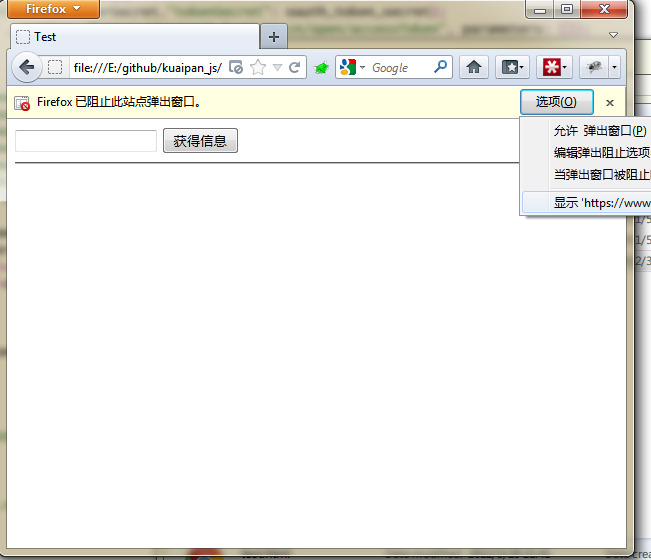 Firefox
Test
file:///E:/github/kuaipan_js/
Google
Firefox 已阻止此站点弹出窗口。
选项(O)
获得信息
允许 弹出窗口(P)
编辑弹出阻止选项
当弹出窗口被阻止
显示 'https://www